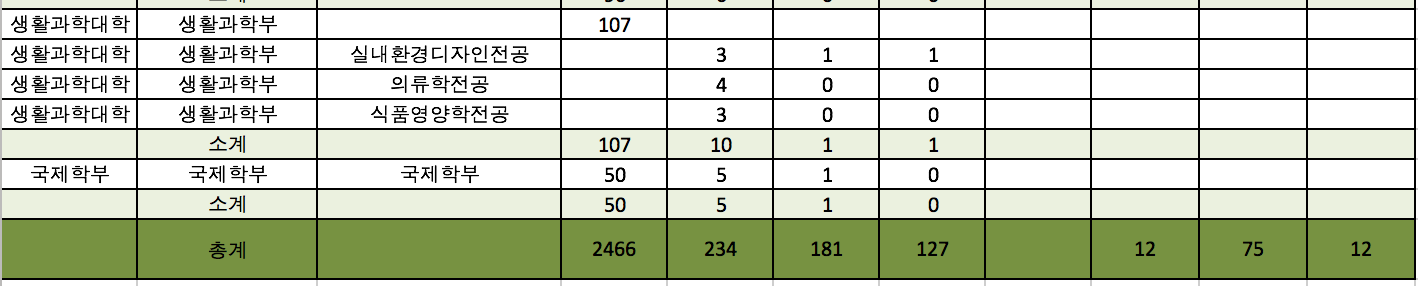 생활과학대학 생활과학부 107
생활과학대학 생활과학부 실내환경디자인전공 3 1 1
생활과학대학 생활과학부 의류학전공 4 0 0
생활과학대학 생활과학부 식품영양학전공 3 0 0
소계 107 10 1 1
국제학부 국제학부 국제학부 50 5 1 0
소계 50 5 1 0
총계 2466 234 181 127 12 75 12